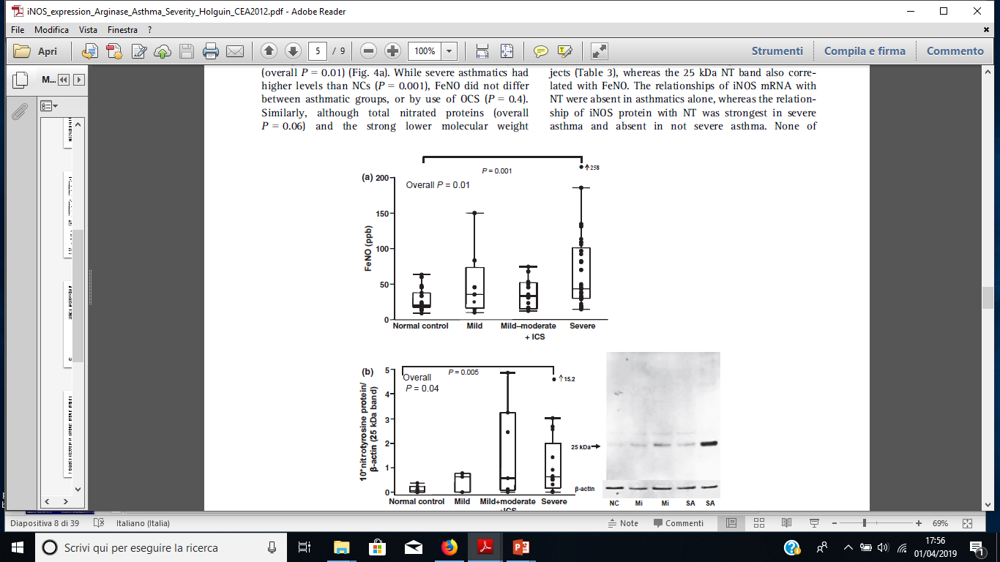 iNOS_expression_Arginase_Asthma_Severity_Holguin_CEA2012.pdf - Adobe Reader
File Modifica Vista Finestra ?
Apri 5 / 9 100% Strumenti Compila e firma Commento
M...
(overall P = 0.01) (Fig. 4a). While severe asthmatics had
higher levels than NCs (P = 0.001), FeNO did not differ
between asthmatic groups, or by use of OCS (P = 0.4).
Similarly, although total nitrated proteins (overall
P = 0.06) and the strong lower molecular weight
jects (Table 3), whereas the 25 kDa NT band also corre-
lated with FeNO. The relationships of iNOS mRNA with
NT were absent in asthmatics alone, whereas the relation-
ship of iNOS protein with NT was strongest in severe
asthma and absent in not severe asthma. None of
(a)
P = 0.001
258
Overall P = 0.01
FeNO (ppb)
200
150
100
50
0
Normal control Mild Mild–moderate Severe
+ ICS
(b)
P = 0.005
15.2
Overall
P = 0.04
10*nitrotyrosine protein/
β-actin (25 kDa band)
5
4
3
2
1
0
Normal control Mild Mild+moderate Severe
+ICS
25 kDa
β-actin
NC Mi Mi SA SA
Diapositiva 8 di 39 Italiano (Italia) Note Commenti 69%
Scrivi qui per eseguire la ricerca
17:56
01/04/2019
1